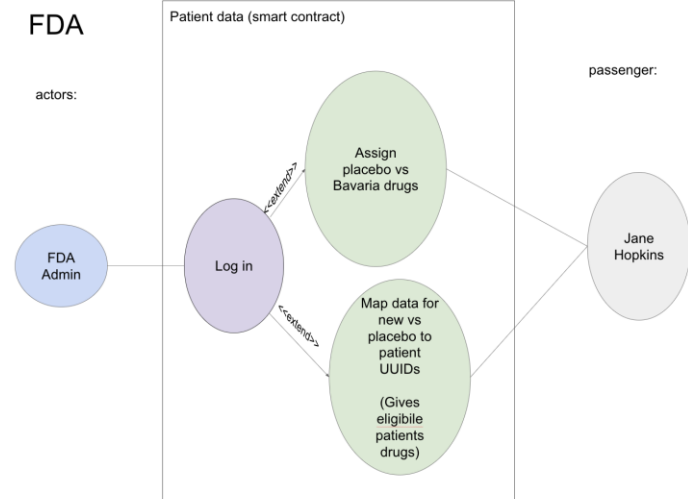 FDA
Patient data (smart contract)
actors:
passenger:
Assign
placebo vs
Bavaria drugs
<<extend>>
FDA
Admin
Log in
Jane
Hopkins
<<extend>>
Map data for
new vs
placebo to
patient
UUIDs
(Gives
eligibile
patients
drugs)